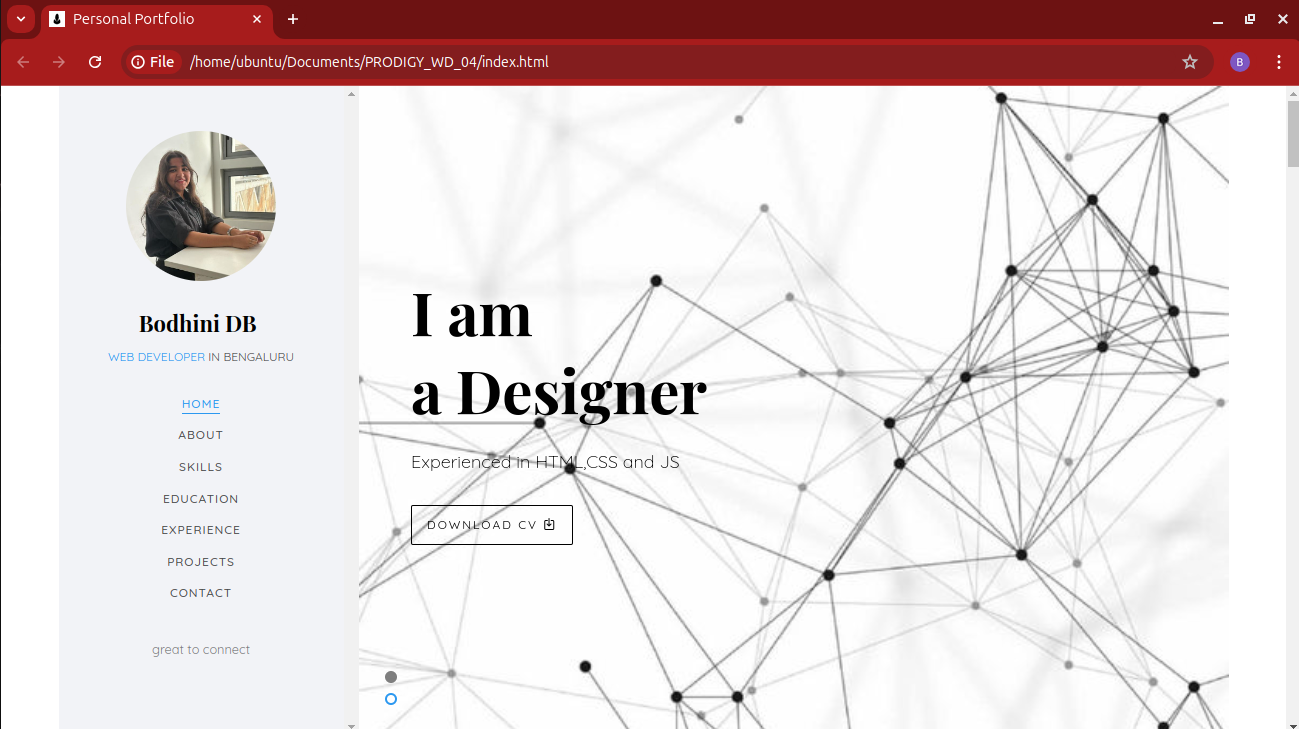 Personal Portfolio
File
/home/ubuntu/Documents/PRODIGY_WD_04/index.html
B
Bodhini DB
WEB DEVELOPER IN BENGALURU
HOME
ABOUT
SKILLS
EDUCATION
EXPERIENCE
PROJECTS
CONTACT
great to connect
I am
a Designer
Experienced in HTML,CSS and JS
DOWNLOAD CV